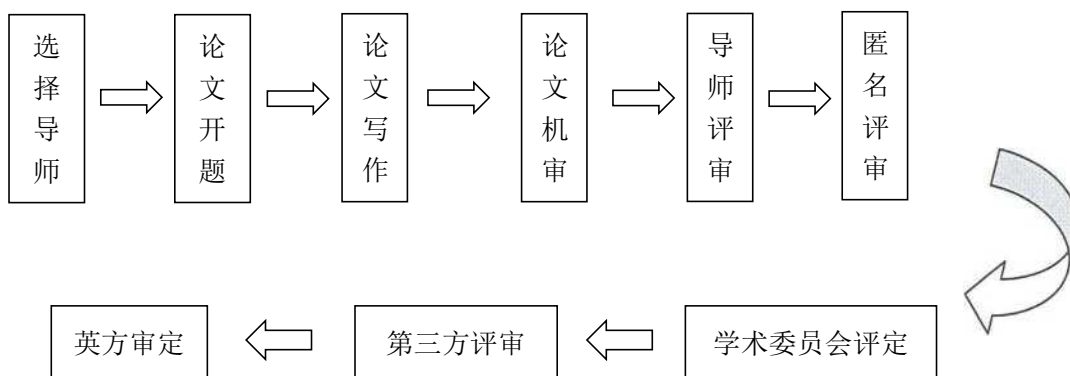 选择导师
论文开题
论文写作
论文机审
导师评审
匿名评审
学术委员会评定
第三方评审
英方审定